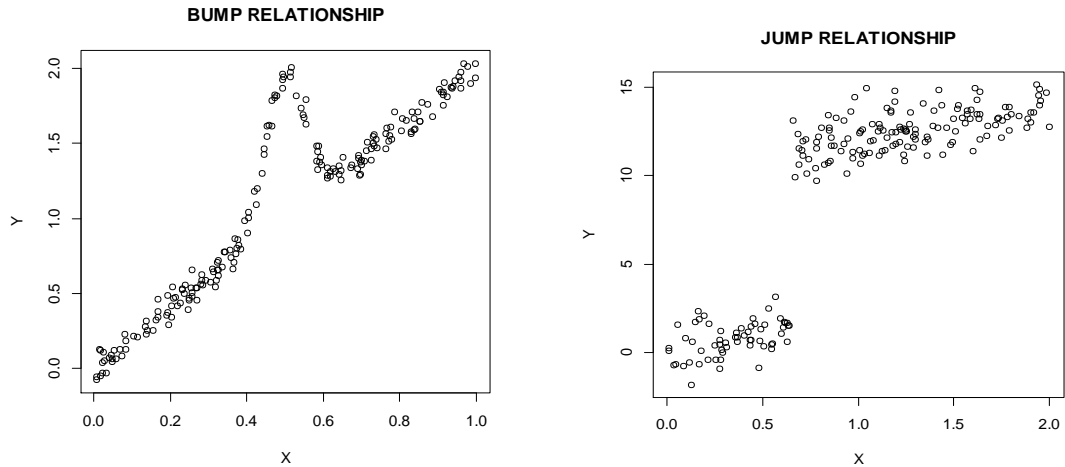 BUMP RELATIONSHIP
Y
2.0
1.5
1.0
0.5
0.0
0.0 0.2 0.4 0.6 0.8 1.0
X
JUMP RELATIONSHIP
Y
15
10
5
0
0.0 0.5 1.0 1.5 2.0
X